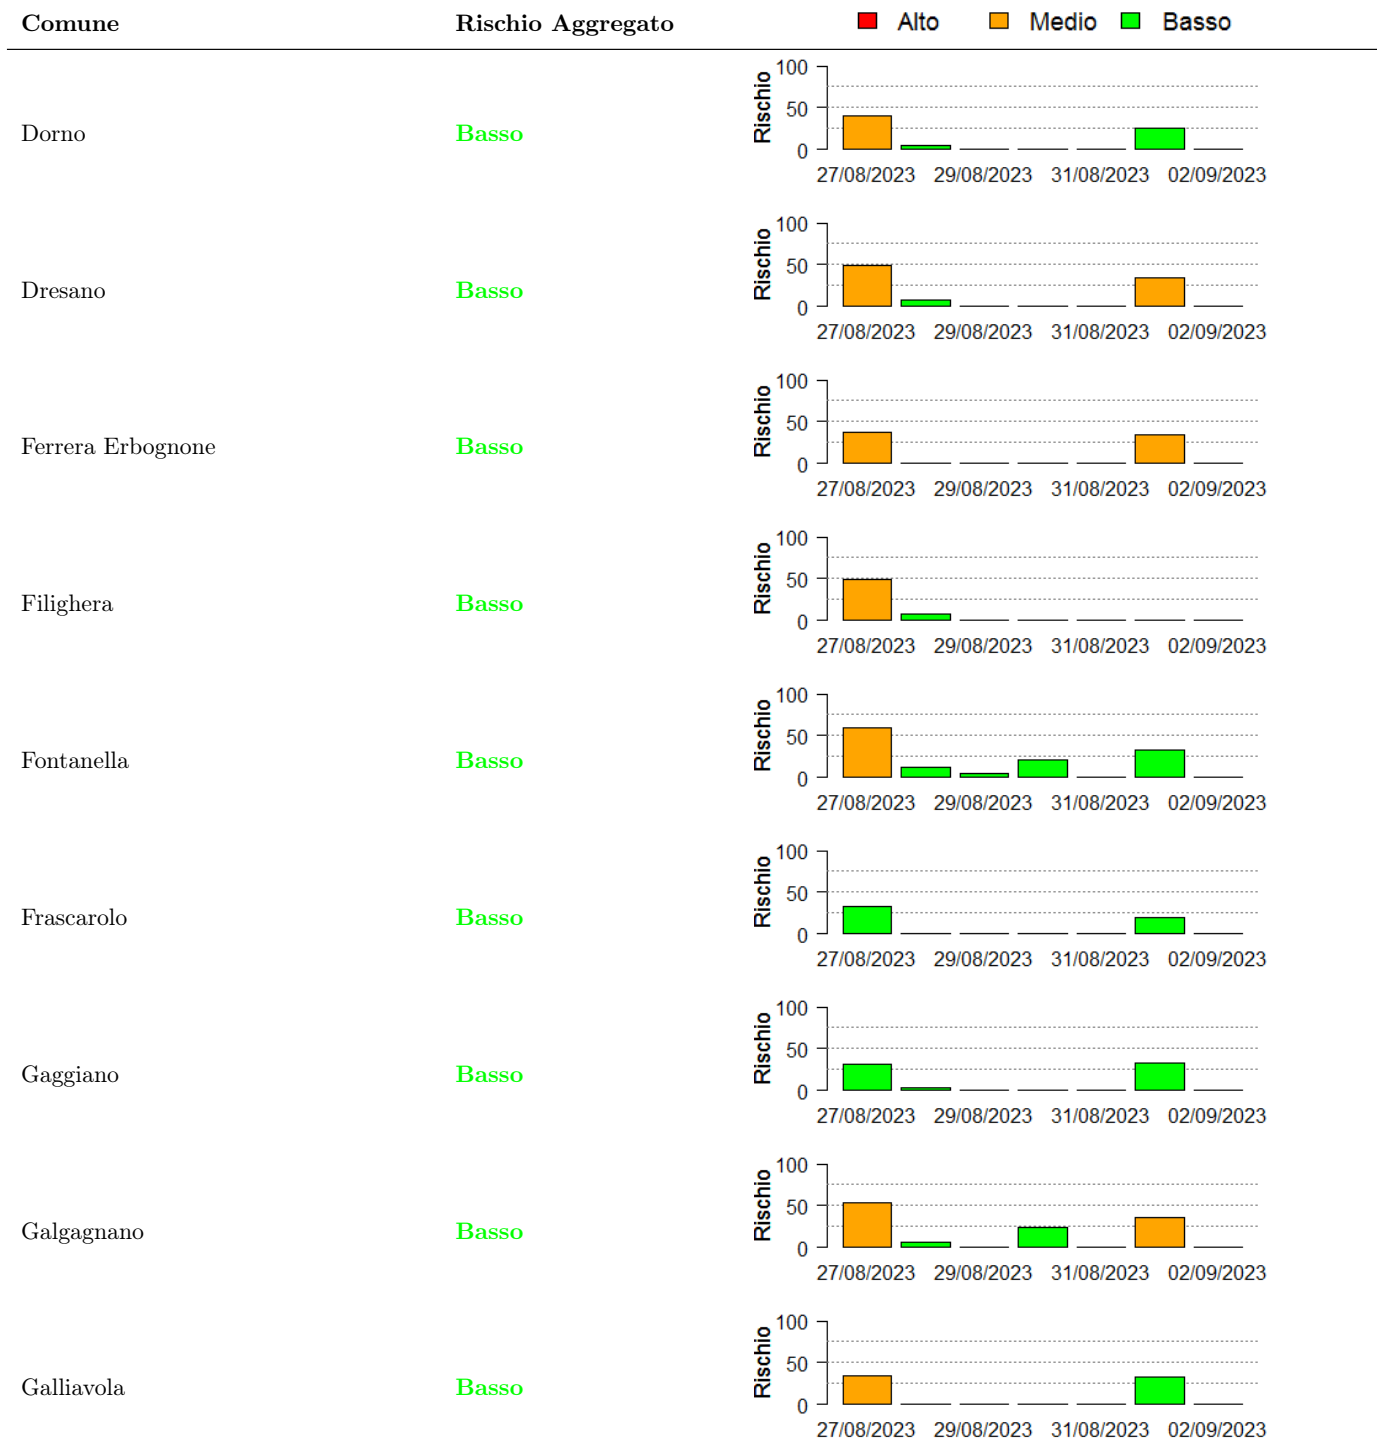 Comune Rischio Aggregato Alto Medio Basso
100
50
0
Rischio
Dorno Basso
27/08/2023 29/08/2023 31/08/2023 02/09/2023
100
50
0
Rischio
Dresano Basso
27/08/2023 29/08/2023 31/08/2023 02/09/2023
100
50
0
Rischio
Ferrera Erbognone Basso
27/08/2023 29/08/2023 31/08/2023 02/09/2023
100
50
0
Rischio
Filighera Basso
27/08/2023 29/08/2023 31/08/2023 02/09/2023
100
50
0
Rischio
Fontanella Basso
27/08/2023 29/08/2023 31/08/2023 02/09/2023
100
50
0
Rischio
Frascarolo Basso
27/08/2023 29/08/2023 31/08/2023 02/09/2023
100
50
0
Rischio
Gaggiano Basso
27/08/2023 29/08/2023 31/08/2023 02/09/2023
100
50
0
Rischio
Galgagnano Basso
27/08/2023 29/08/2023 31/08/2023 02/09/2023
100
50
0
Rischio
Galliavola Basso
27/08/2023 29/08/2023 31/08/2023 02/09/2023